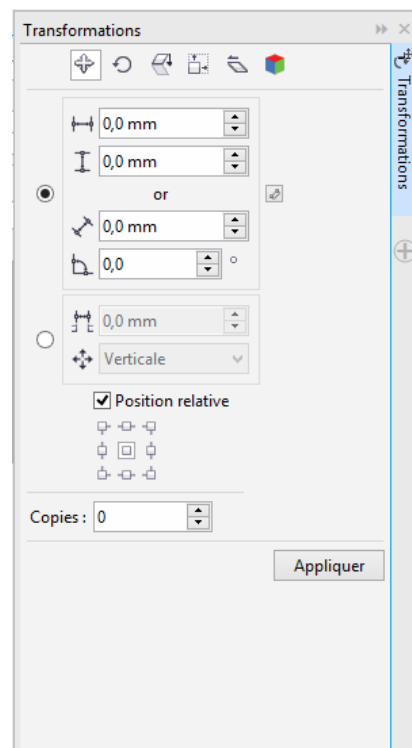 Transformations
0,0 mm
0,0 mm
or
0,0 mm
0,0 °
0,0 mm
Verticale
Position relative
Copies : 0
Appliquer
Transformations